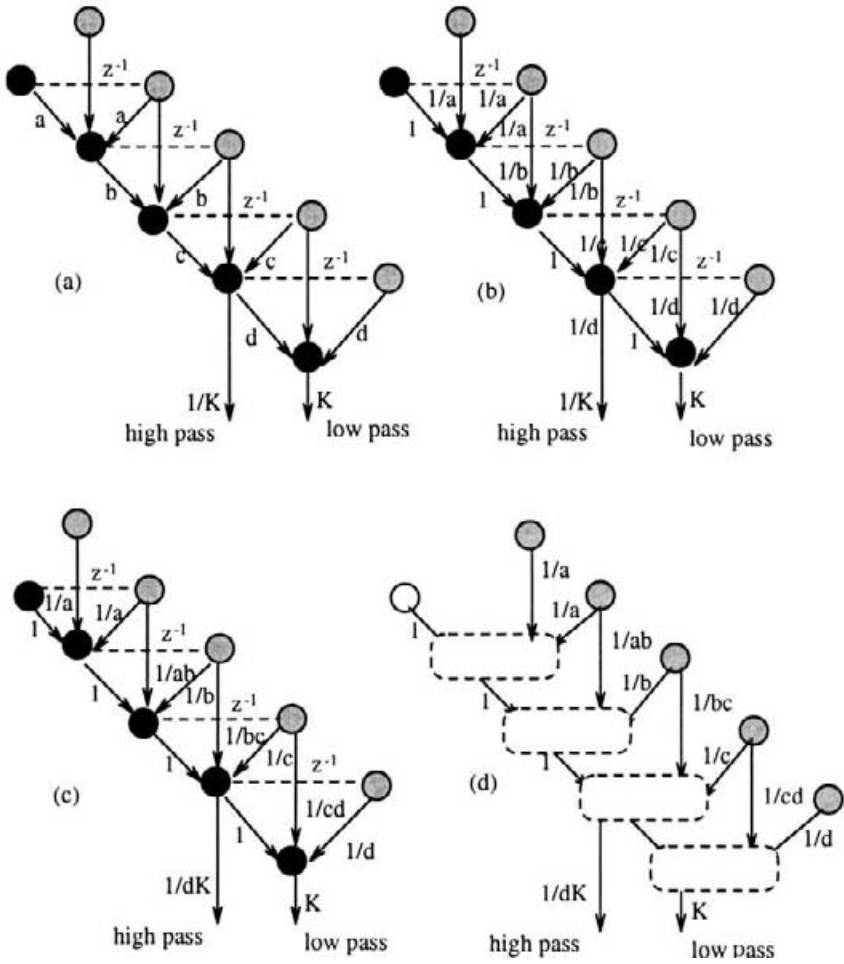 z⁻¹
a
a
z⁻¹
b
b
z⁻¹
c
c
z⁻¹
(a)
d
d
1/K
K
high pass
low pass
z⁻¹
1/a
1/a
1
1/a
z⁻¹
1/b
1/b
1/b
1
z⁻¹
1/c
1/c
1/c
1
z⁻¹
(b)
1/d
1/d
1/d
1
1/K
K
high pass
low pass
z⁻¹
1/a
1/a
1
z⁻¹
1/ab
1/b
1
z⁻¹
1/bc
1/c
1
z⁻¹
(c)
1/cd
1
1/d
1/dK
K
high pass
low pass
1/a
1/a
1
1/ab
1/b
1
1/bc
1/c
1
(d)
1/cd
1/d
1/dK
K
high pass
low pass